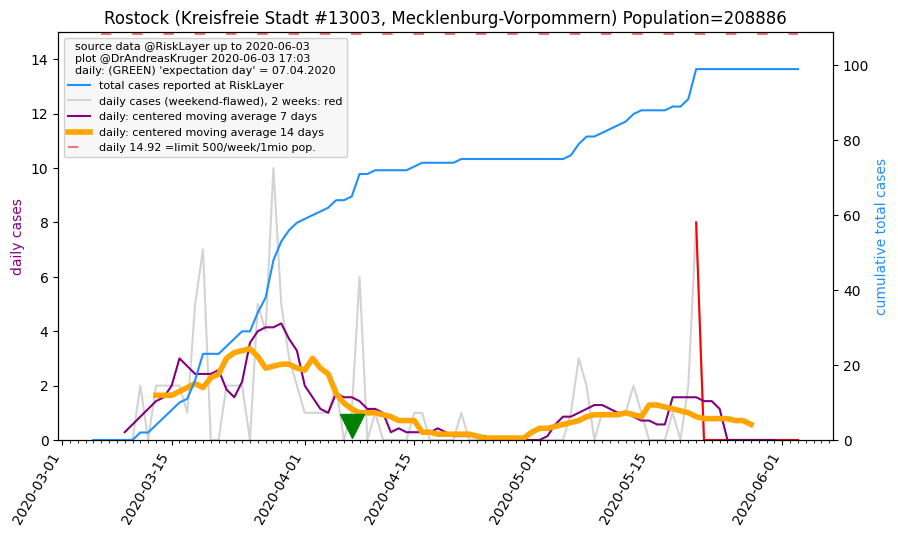 Rostock (Kreisfreie Stadt #13003, Mecklenburg-Vorpommern) Population=208886
source data @RiskLayer up to 2020-06-03
plot @DrAndreasKruger 2020-06-03 17:03
daily: (GREEN) 'expectation day' = 07.04.2020
total cases reported at RiskLayer
daily cases (weekend-flawed), 2 weeks: red
daily: centered moving average 7 days
daily: centered moving average 14 days
daily 14.92 =limit 500/week/1mio pop.
daily cases
14
12
10
8
6
4
2
0
cumulative total cases
100
80
60
40
20
0
2020-03-01
2020-03-15
2020-04-01
2020-04-15
2020-05-01
2020-05-15
2020-06-01